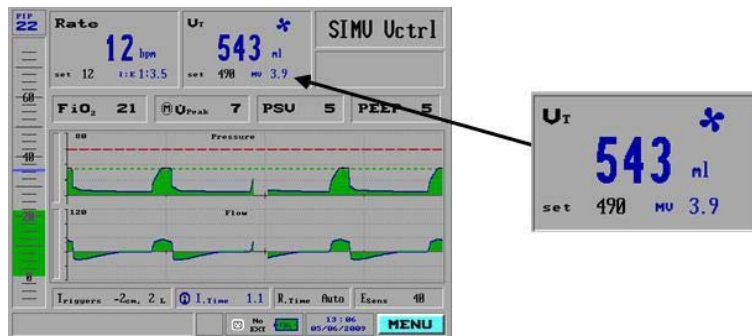 PIP
22
Rate
12 bpm
set 12 I:E 1:3.5
VT
543 ml
set 490 MV 3.9
SIMV Vctrl
60
40
20
0
FiO2 21
M V̇Peak 7
PSV 5
PEEP 5
80 Pressure
120 Flow
Triggers -2cm, 2 L
I.Time 1.1
R.Time Auto
ESens 40
No
EXT
13:06
05/06/2009
MENU
VT
543 ml
set 490 MV 3.9